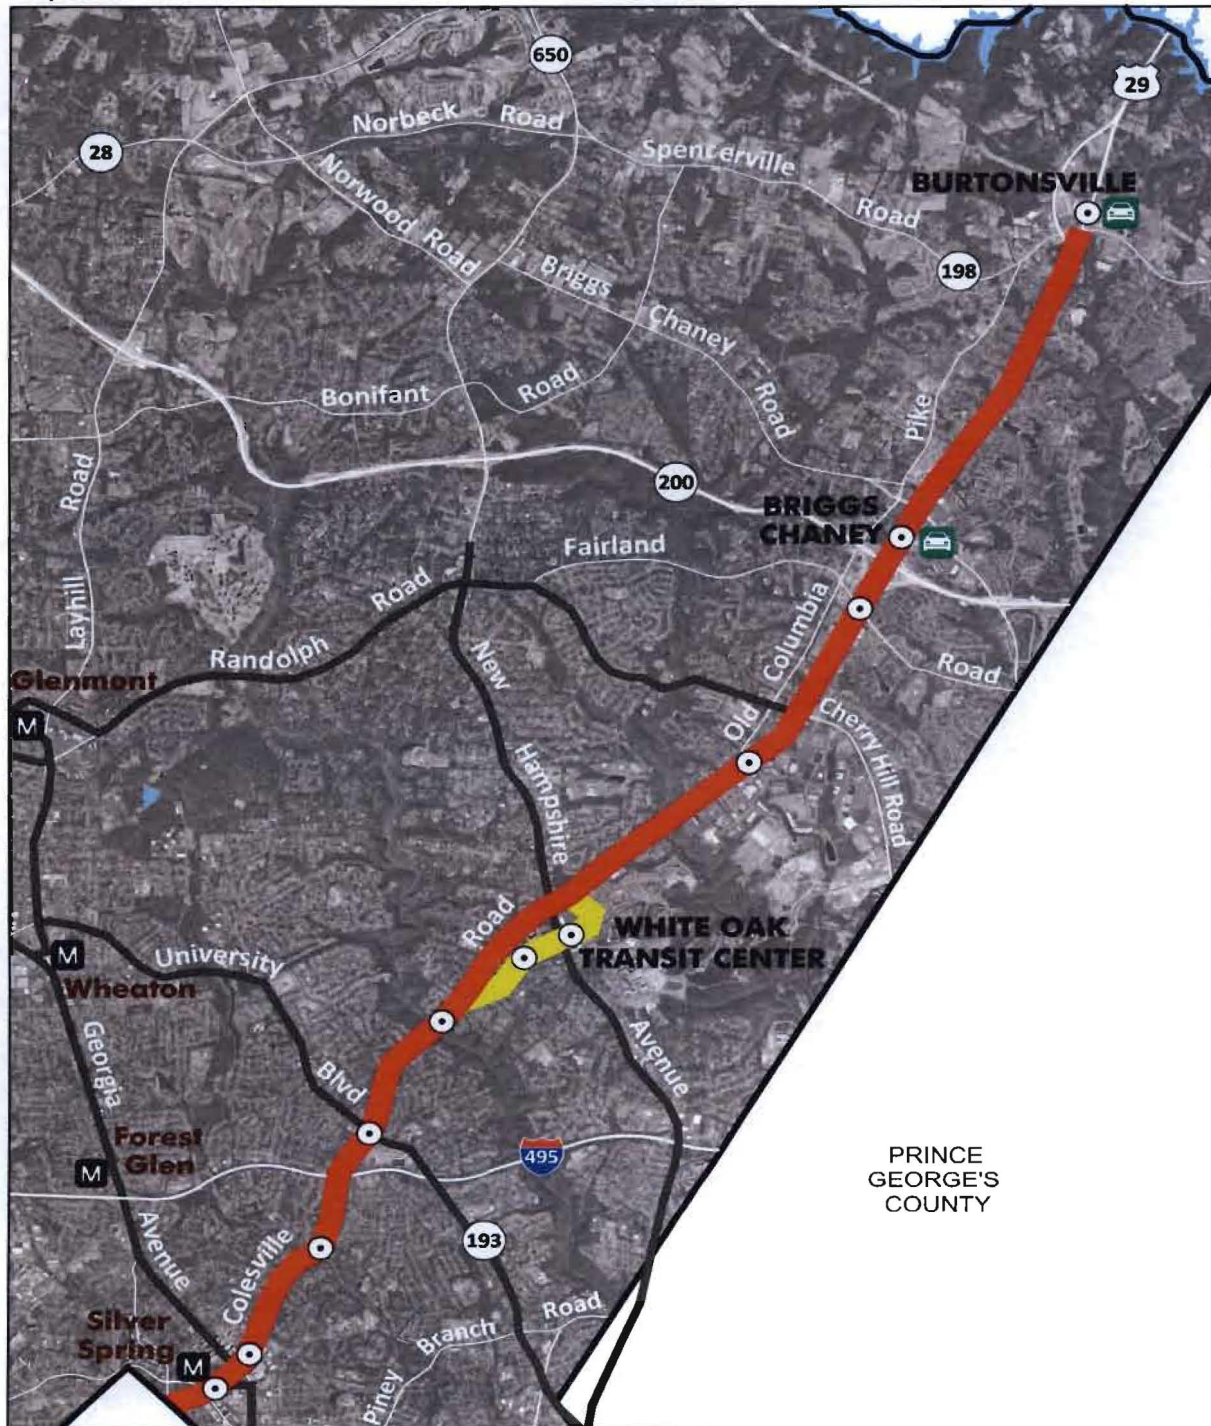 650
29
Norbeck Road
28
Spencerville Road
BURTONSVILLE
Norwood Road
198
Briggs Chaney Road
Bonifant Road
Pike
200
BRIGGS
CHANEY
Fairland Road
Layhill Road
Randolph Road
Old Columbia
Glenmont
M
New Hampshire Avenue
Cherry Hill Road
WHITE OAK
TRANSIT CENTER
Colesville Road
University Blvd
M
Wheaton
Georgia Avenue
Forest
Glen
M
495
PRINCE
GEORGE'S
COUNTY
193
Silver
Spring
M
Piney Branch Road